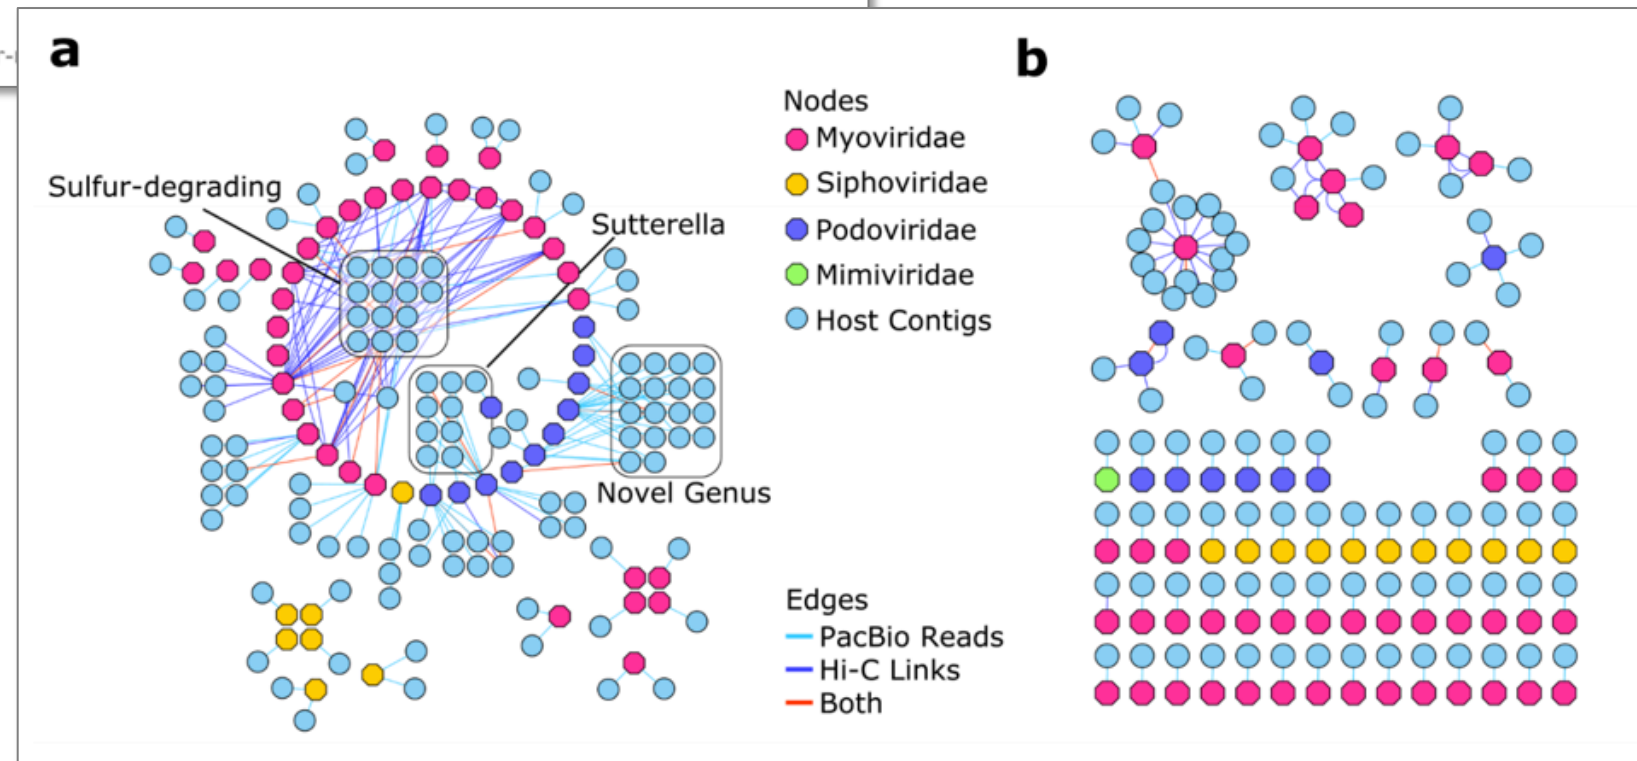 a
b
Nodes
Myoviridae
Siphoviridae
Podoviridae
Mimiviridae
Host Contigs
Sulfur-degrading
Sutterella
Novel Genus
Edges
PacBio Reads
Hi-C Links
Both